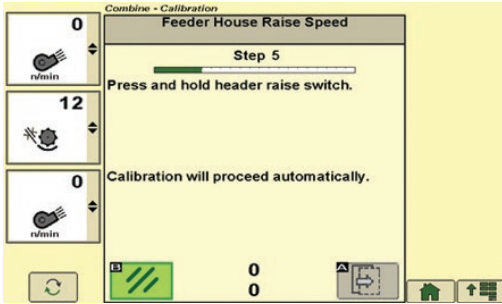 Combine - Calibration
Feeder House Raise Speed
0
n/min
12
0
n/min
Step 5
Press and hold header raise switch.
Calibration will proceed automatically.
B
0
0
A